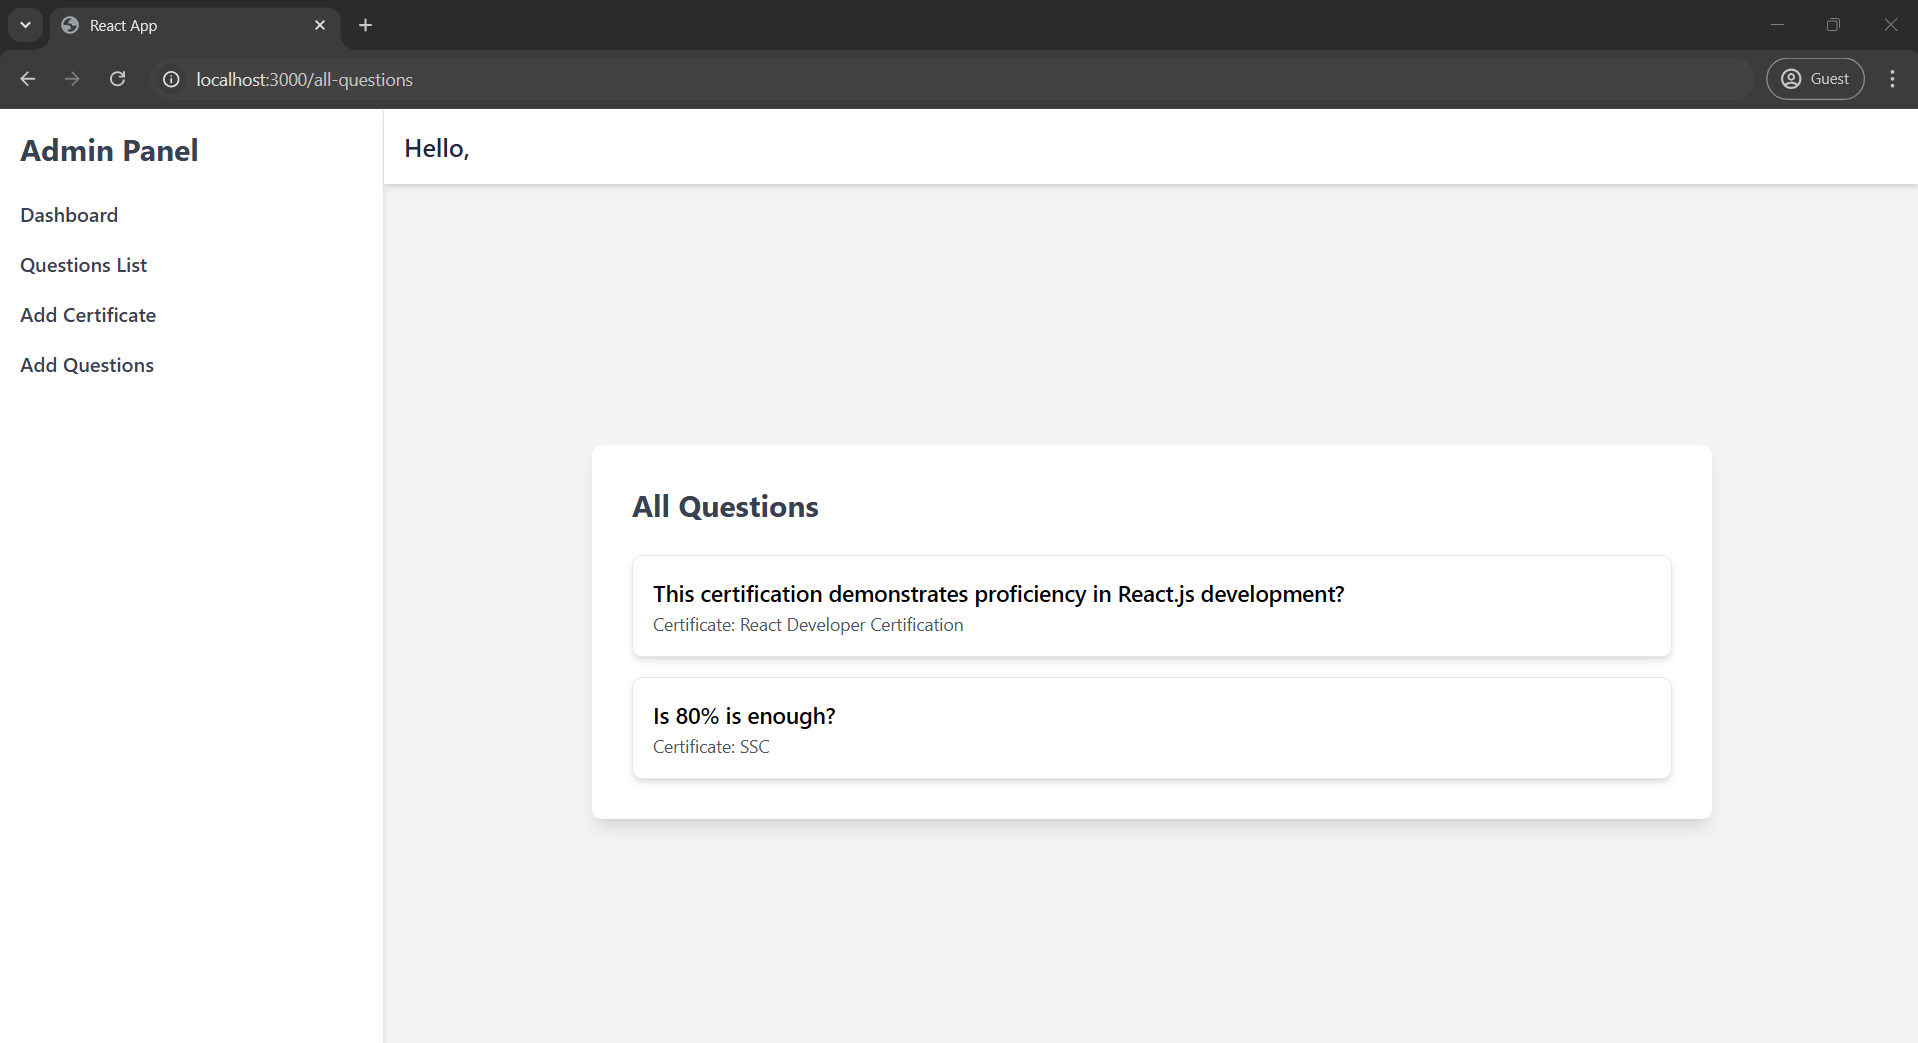 React App
localhost:3000/all-questions
Guest
Admin Panel
Dashboard
Questions List
Add Certificate
Add Questions
Hello,
All Questions
This certification demonstrates proficiency in React.js development?
Certificate: React Developer Certification
Is 80% is enough?
Certificate: SSC